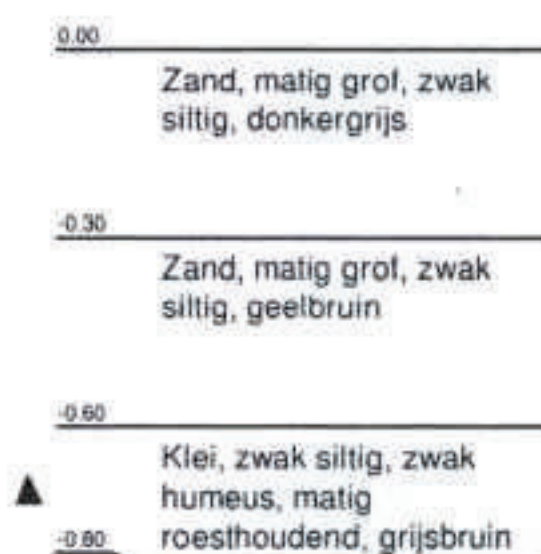 0.00
Zand, matig grof, zwak
siltig, donkergrijs
-0.30
Zand, matig grof, zwak
siltig, geelbruin
-0.60
Klei, zwak siltig, zwak
humeus, matig
roesthoudend, grijsbruin
-0.80